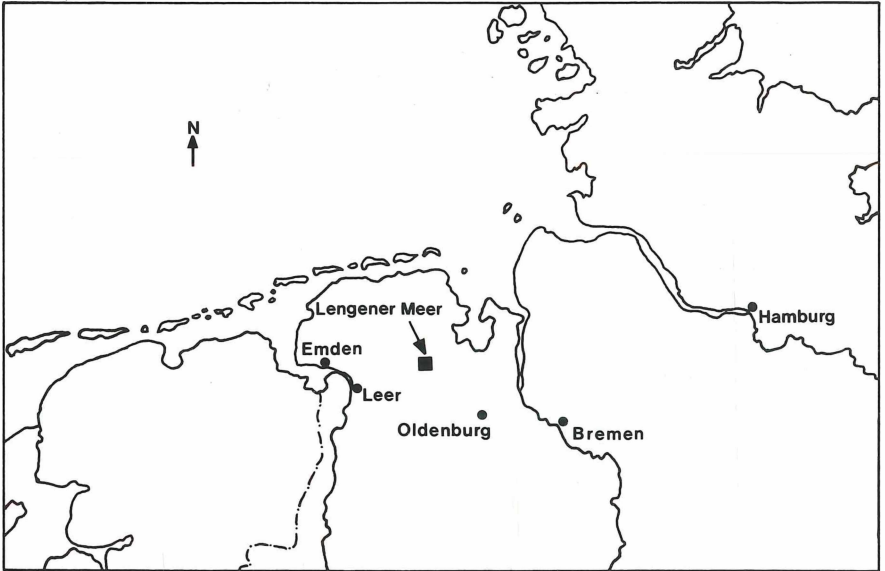 N
Lengener Meer
Hamburg
Emden
Leer
Oldenburg
Bremen